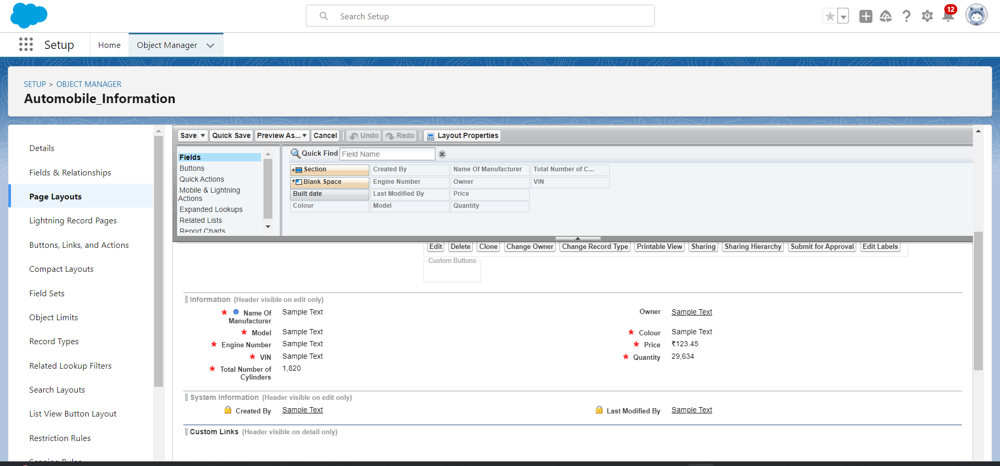 Search Setup
12
Setup
Home
Object Manager
SETUP > OBJECT MANAGER
Automobile_Information
Details
Fields & Relationships
Page Layouts
Lightning Record Pages
Buttons, Links, and Actions
Compact Layouts
Field Sets
Object Limits
Record Types
Related Lookup Filters
Search Layouts
List View Button Layout
Restriction Rules
Scoping Rules
Save Quick Save Preview As... Cancel Undo Redo Layout Properties
Fields
Buttons
Quick Actions
Mobile & Lightning
Actions
Expanded Lookups
Related Lists
Report Charts
Quick Find Field Name
Section Created By Name Of Manufacturer Total Number of C...
Blank Space Engine Number Owner VIN
Built date Last Modified By Price
Colour Model Quantity
Edit Delete Clone Change Owner Change Record Type Printable View Sharing Sharing Hierarchy Submit for Approval Edit Labels
Custom Buttons
Information (Header visible on edit only)
* Name Of Sample Text Owner Sample Text
Manufacturer
* Model Sample Text * Colour Sample Text
* Engine Number Sample Text * Price ₹123.45
* VIN Sample Text * Quantity 29,634
* Total Number of 1,820
Cylinders
System Information (Header visible on edit only)
Created By Sample Text Last Modified By Sample Text
Custom Links (Header visible on detail only)